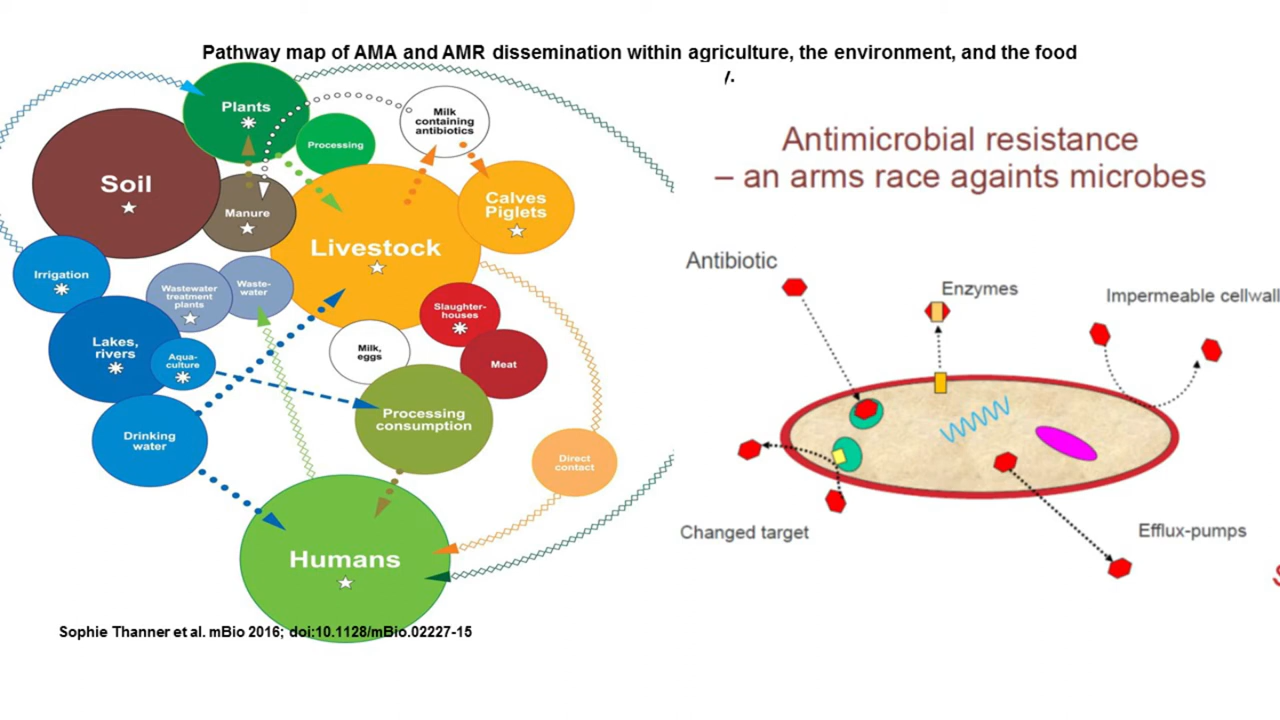 Pathway map of AMA and AMR dissemination within agriculture, the environment, and the food
y.
Plants
Processing
Milk
containing
antibiotics
Soil
Manure
Calves
Piglets
Livestock
Irrigation
Wastewater
treatment
plants
Waste-
water
Slaughter-
houses
Lakes,
rivers
Aqua-
culture
Milk,
eggs
Meat
Processing
consumption
Drinking
water
Direct
contact
Humans
Sophie Thanner et al. mBio 2016; doi:10.1128/mBio.02227-15
Antimicrobial resistance
– an arms race againts microbes
Antibiotic
Enzymes
Impermeable cellwall
Changed target
Efflux-pumps